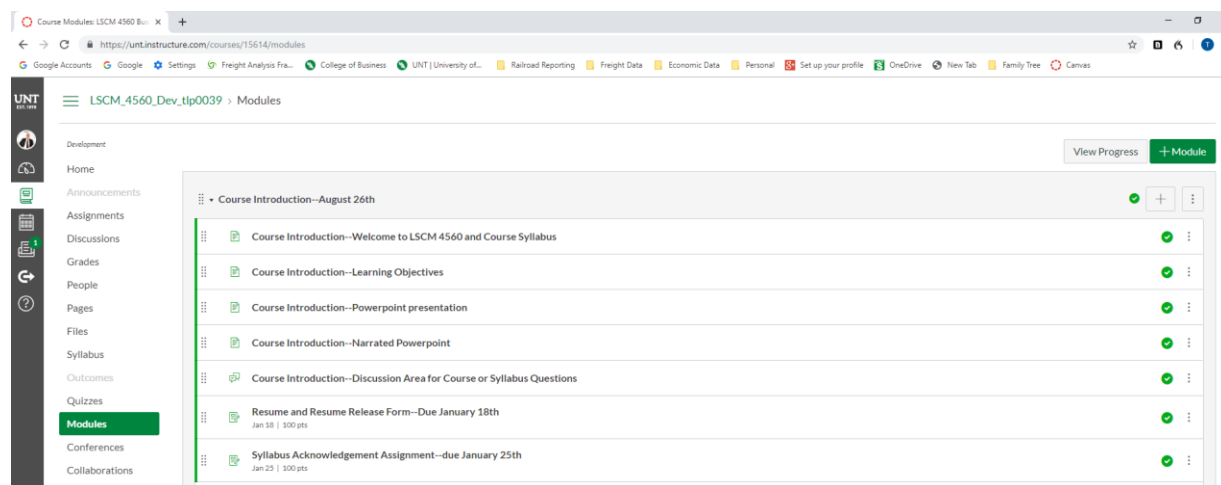 Course Modules: LSCM 4560 Bus
https://unt.instructure.com/courses/15614/modules
Google Accounts Google Settings Freight Analysis Fra... College of Business UNT | University of... Railroad Reporting Freight Data Economic Data Personal Set up your profile OneDrive New Tab Family Tree Canvas
UNT
EST. 1890
LSCM_4560_Dev_tlp0039 > Modules
Development
View Progress + Module
Home
Announcements
Course Introduction--August 26th
Assignments
Course Introduction--Welcome to LSCM 4560 and Course Syllabus
Discussions
1
Grades
Course Introduction--Learning Objectives
People
Pages
Course Introduction--Powerpoint presentation
Files
Course Introduction--Narrated Powerpoint
Syllabus
Outcomes
Course Introduction--Discussion Area for Course or Syllabus Questions
Quizzes
Resume and Resume Release Form--Due January 18th
Modules
Jan 18 | 100 pts
Conferences
Syllabus Acknowledgement Assignment--due January 25th
Collaborations
Jan 25 | 100 pts